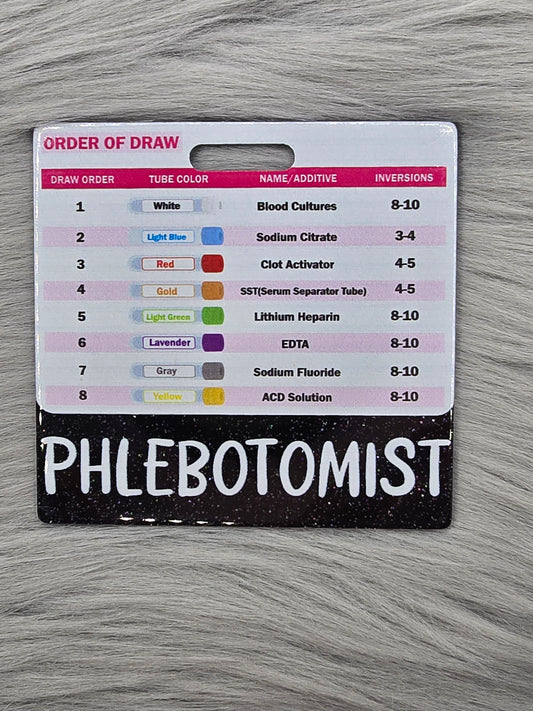 ORDER OF DRAW
DRAW ORDER TUBE COLOR NAME/ADDITIVE INVERSIONS
1 White Blood Cultures 8-10
2 Light Blue Sodium Citrate 3-4
3 Red Clot Activator 4-5
4 Gold SST(Serum Separator Tube) 4-5
5 Light Green Lithium Heparin 8-10
6 Lavender EDTA 8-10
7 Gray Sodium Fluoride 8-10
8 Yellow ACD Solution 8-10
PHLEBOTOMIST